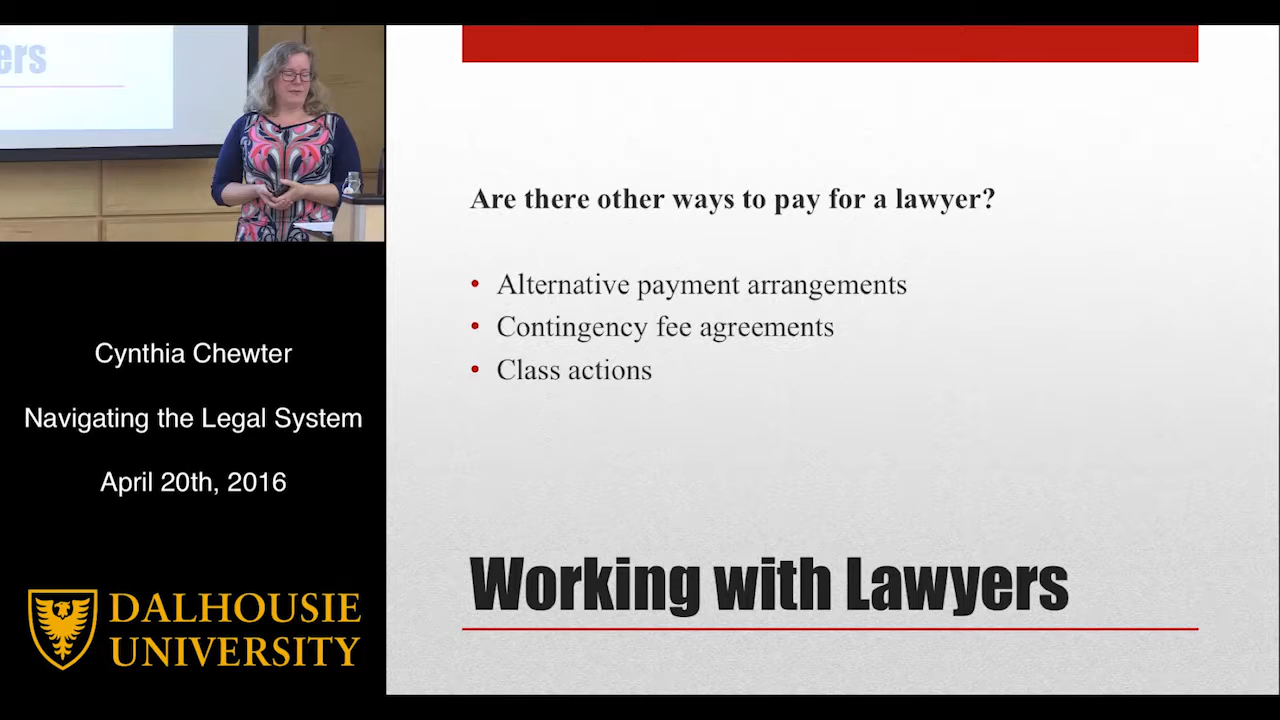 ers
Cynthia Chewter
Navigating the Legal System
April 20th, 2016
DALHOUSIE
UNIVERSITY
Are there other ways to pay for a lawyer?
• Alternative payment arrangements
• Contingency fee agreements
• Class actions
Working with Lawyers